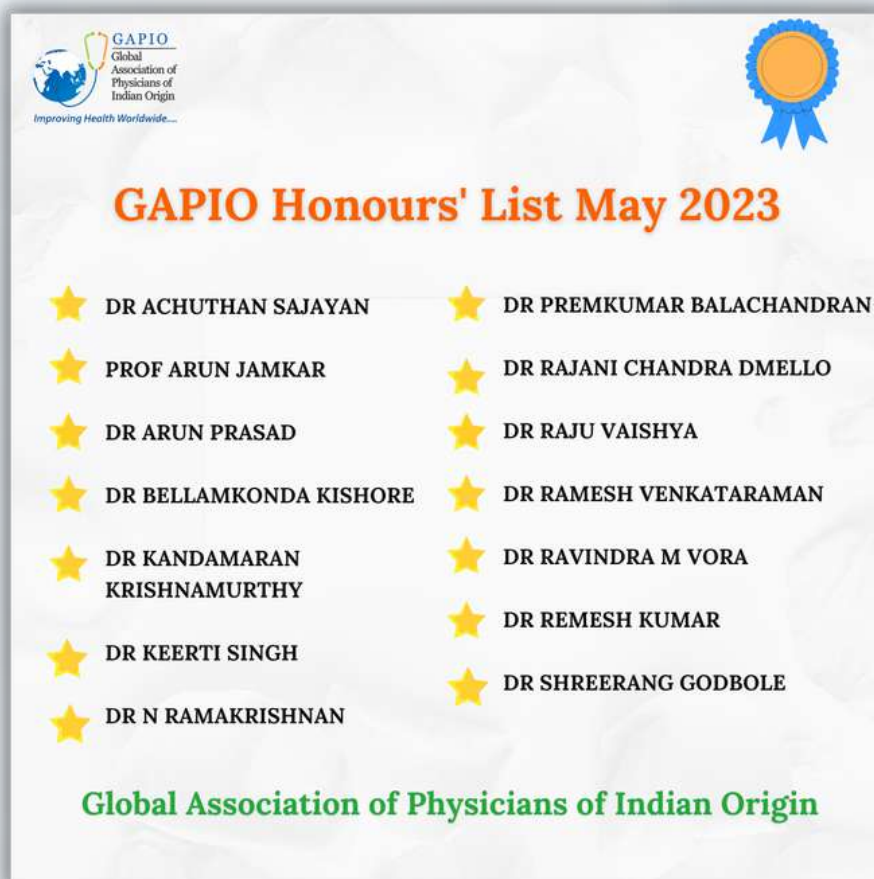 GAPIO
Global
Association of
Physicians of
Indian Origin
Improving Health Worldwide....
GAPIO Honours' List May 2023
DR ACHUTHAN SAJAYAN
PROF ARUN JAMKAR
DR ARUN PRASAD
DR BELLAMKONDA KISHORE
DR KANDAMARAN
KRISHNAMURTHY
DR KEERTI SINGH
DR N RAMAKRISHNAN
DR PREMKUMAR BALACHANDRAN
DR RAJANI CHANDRA DMELLO
DR RAJU VAISHYA
DR RAMESH VENKATARAMAN
DR RAVINDRA M VORA
DR REMESH KUMAR
DR SHREERANG GODBOLE
Global Association of Physicians of Indian Origin